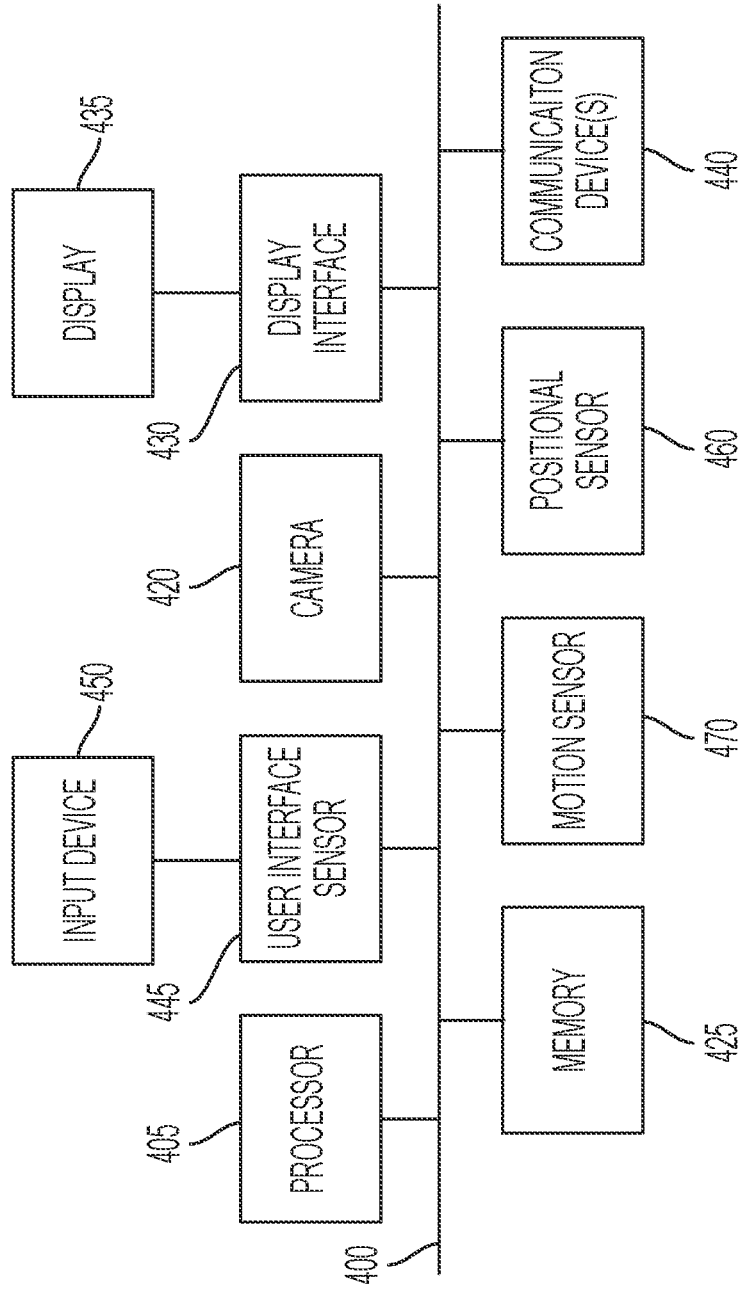 INPUT DEVICE
450
DISPLAY
435
405
PROCESSOR
445
USER INTERFACE
SENSOR
420
CAMERA
430
DISPLAY
INTERFACE
400
MEMORY
425
MOTION SENSOR
470
POSITIONAL
SENSOR
460
COMMUNICAITON
DEVICE(S)
440